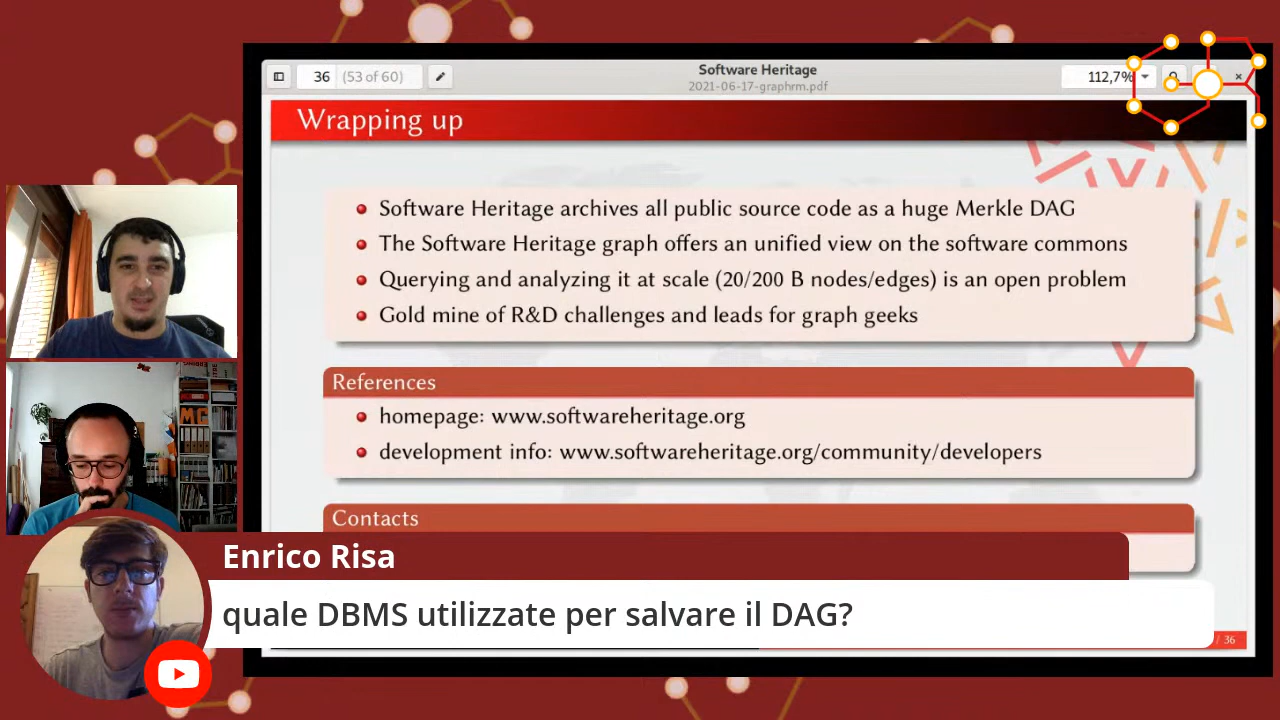 36 (53 of 60)
Software Heritage
2021-06-17-graphrm.pdf
112,7%
Wrapping up
Software Heritage archives all public source code as a huge Merkle DAG
The Software Heritage graph offers an unified view on the software commons
Querying and analyzing it at scale (20/200 B nodes/edges) is an open problem
Gold mine of R&D challenges and leads for graph geeks
References
homepage: www.softwareheritage.org
development info: www.softwareheritage.org/community/developers
Contacts
Enrico Risa
quale DBMS utilizzate per salvare il DAG?
/ 36